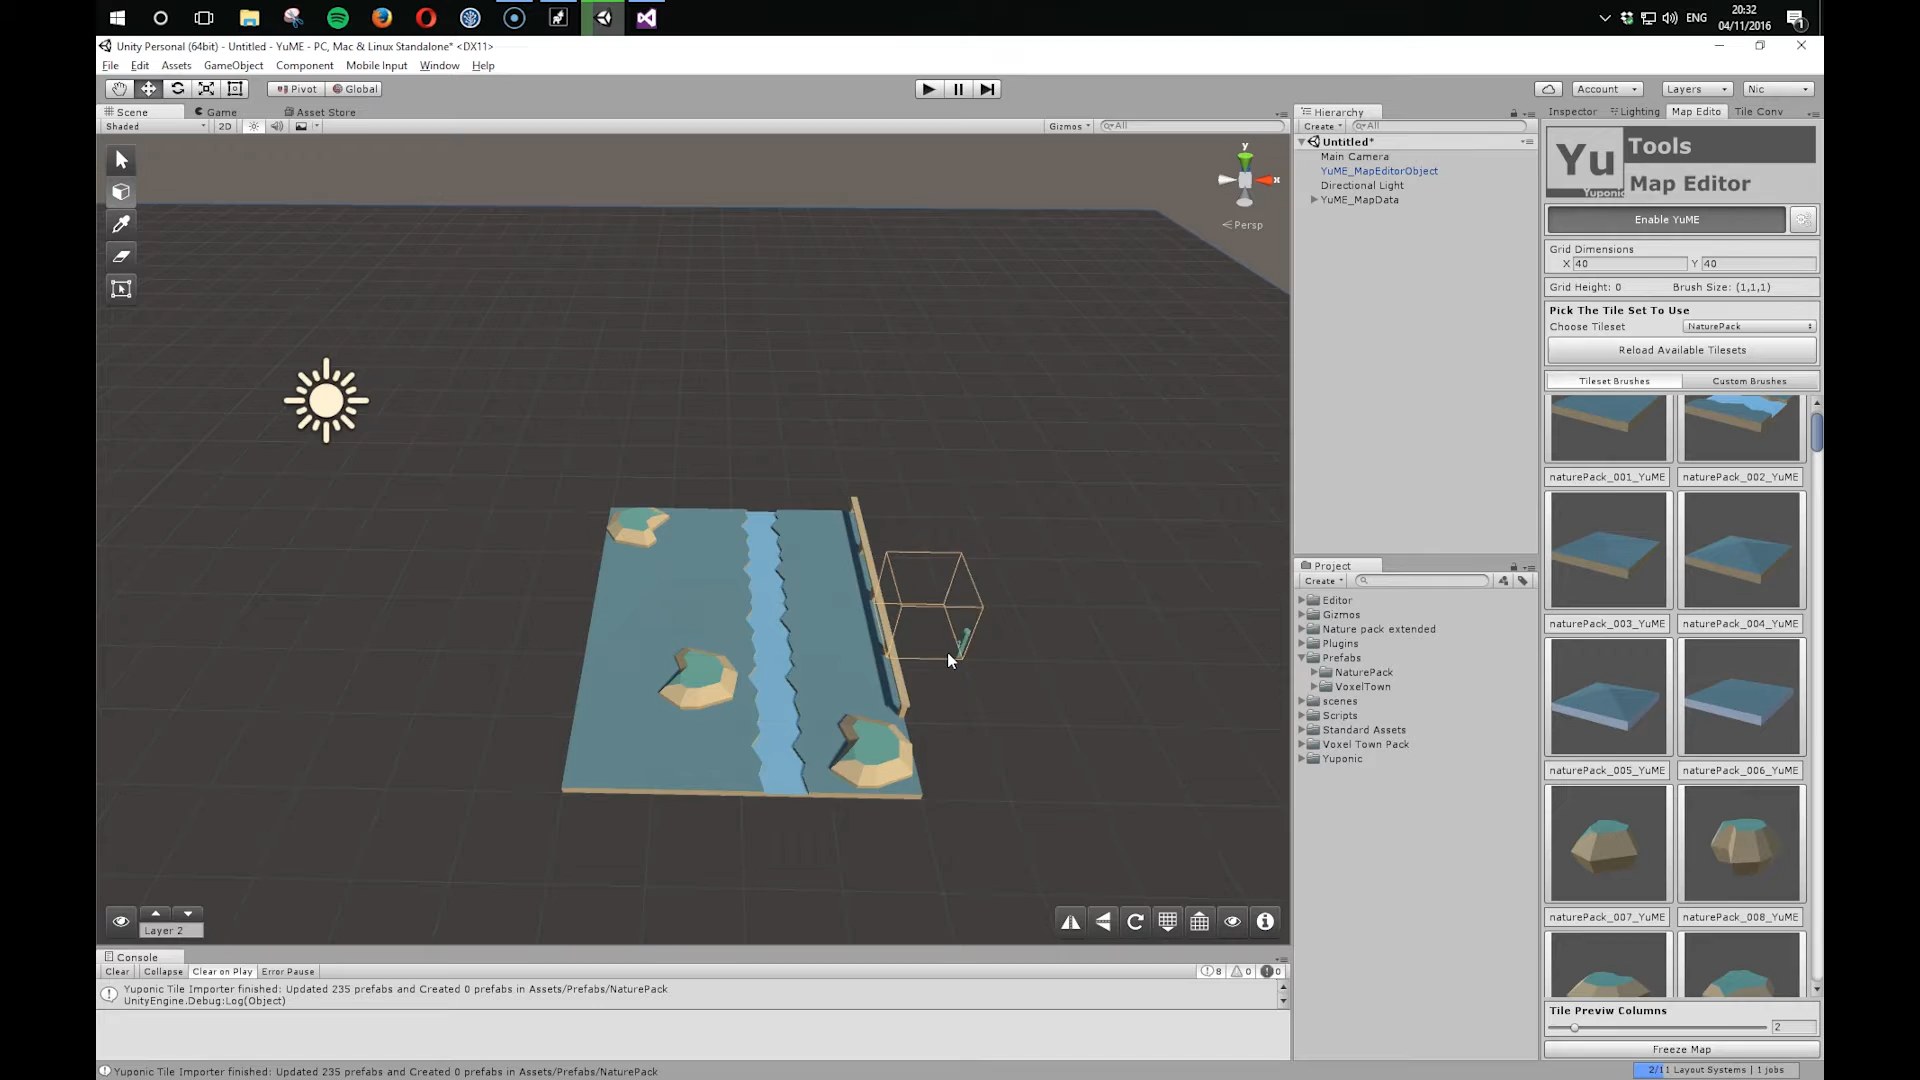 ENG
20:32
04/11/2016
Unity Personal (64bit) - Untitled - YuME - PC, Mac & Linux Standalone* <DX11>
File Edit Assets GameObject Component Mobile Input Window Help
Pivot Global
Account Layers Nic
Scene Game Asset Store
Shaded 2D Gizmos All
y
x
Persp
Layer 2
Hierarchy
Create All
Untitled*
Main Camera
YuME_MapEditorObject
Directional Light
YuME_MapData
Project
Create
Editor
Gizmos
Nature pack extended
Plugins
Prefabs
NaturePack
VoxelTown
scenes
Scripts
Standard Assets
Voxel Town Pack
Yuponic
Inspector Lighting Map Edito Tile Conv
Yu Tools
Yuponic Map Editor
Enable YuME
Grid Dimensions
X 40 Y 40
Grid Height: 0 Brush Size: (1,1,1)
Pick The Tile Set To Use
Choose Tileset NaturePack
Reload Available Tilesets
Tileset Brushes Custom Brushes
naturePack_001_YuME naturePack_002_YuME
naturePack_003_YuME naturePack_004_YuME
naturePack_005_YuME naturePack_006_YuME
naturePack_007_YuME naturePack_008_YuME
Tile Previw Columns
2
Freeze Map
Console
Clear Collapse Clear on Play Error Pause 8 0 0
Yuponic Tile Importer finished: Updated 235 prefabs and Created 0 prefabs in Assets/Prefabs/NaturePack
UnityEngine.Debug:Log(Object)
Yuponic Tile Importer finished: Updated 235 prefabs and Created 0 prefabs in Assets/Prefabs/NaturePack
2/11 Layout Systems | 1 jobs